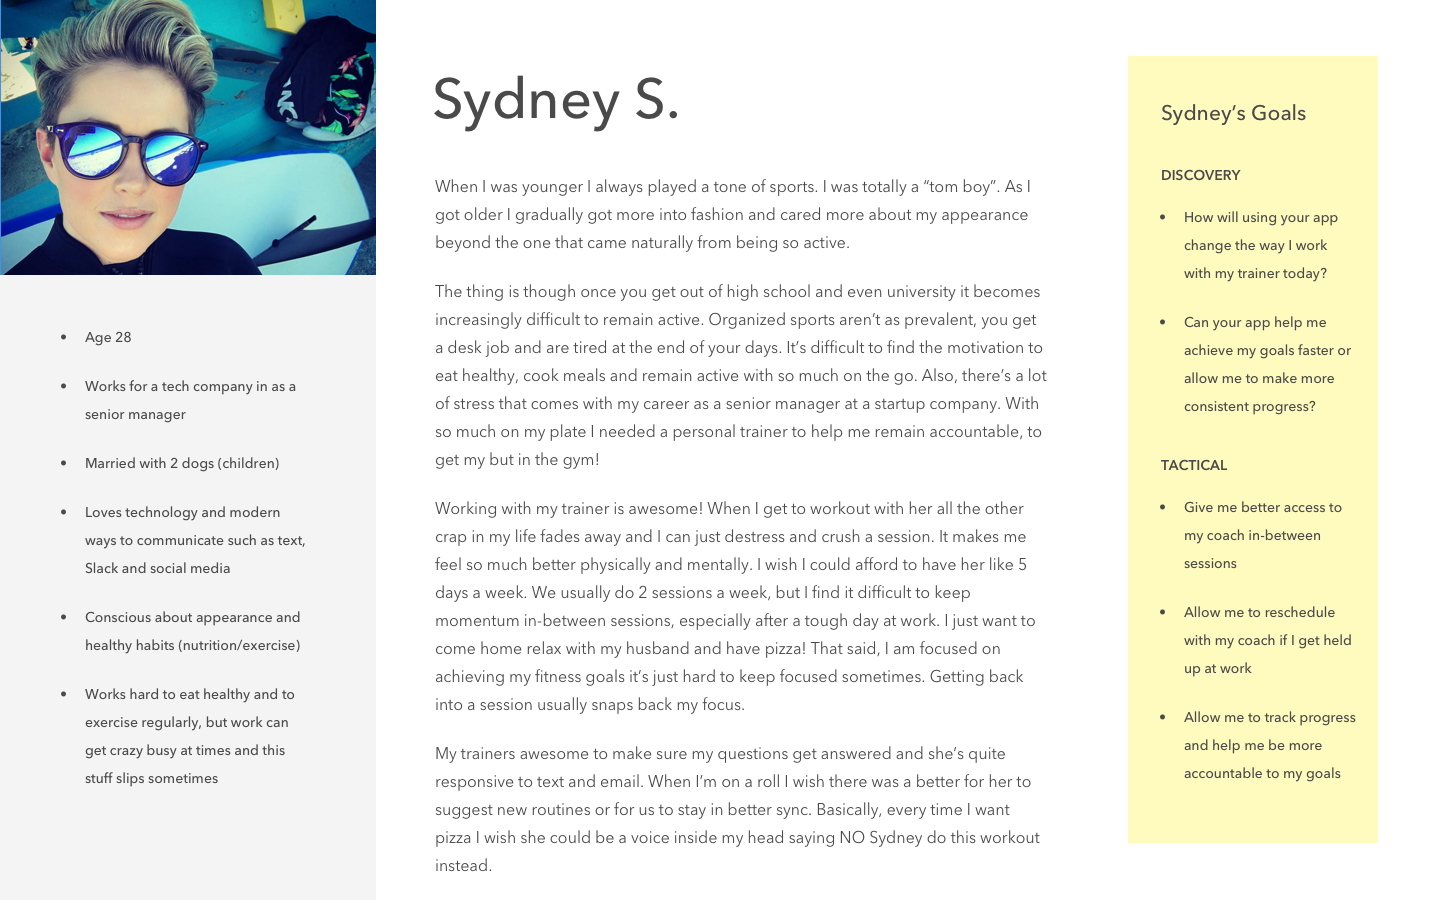 Sydney S.
When I was younger I always played a tone of sports. I was totally a “tom boy”. As I
got older I gradually got more into fashion and cared more about my appearance
beyond the one that came naturally from being so active.
The thing is though once you get out of high school and even university it becomes
increasingly difficult to remain active. Organized sports aren’t as prevalent, you get
a desk job and are tired at the end of your days. It’s difficult to find the motivation to
eat healthy, cook meals and remain active with so much on the go. Also, there’s a lot
of stress that comes with my career as a senior manager at a startup company. With
so much on my plate I needed a personal trainer to help me remain accountable, to
get my but in the gym!
Working with my trainer is awesome! When I get to workout with her all the other
crap in my life fades away and I can just destress and crush a session. It makes me
feel so much better physically and mentally. I wish I could afford to have her like 5
days a week. We usually do 2 sessions a week, but I find it difficult to keep
momentum in-between sessions, especially after a tough day at work. I just want to
come home relax with my husband and have pizza! That said, I am focused on
achieving my fitness goals it’s just hard to keep focused sometimes. Getting back
into a session usually snaps back my focus.
My trainers awesome to make sure my questions get answered and she’s quite
responsive to text and email. When I’m on a roll I wish there was a better for her to
suggest new routines or for us to stay in better sync. Basically, every time I want
pizza I wish she could be a voice inside my head saying NO Sydney do this workout
instead.
• Age 28
• Works for a tech company in as a
senior manager
• Married with 2 dogs (children)
• Loves technology and modern
ways to communicate such as text,
Slack and social media
• Conscious about appearance and
healthy habits (nutrition/exercise)
• Works hard to eat healthy and to
exercise regularly, but work can
get crazy busy at times and this
stuff slips sometimes
Sydney’s Goals
DISCOVERY
• How will using your app
change the way I work
with my trainer today?
• Can your app help me
achieve my goals faster or
allow me to make more
consistent progress?
TACTICAL
• Give me better access to
my coach in-between
sessions
• Allow me to reschedule
with my coach if I get held
up at work
• Allow me to track progress
and help me be more
accountable to my goals